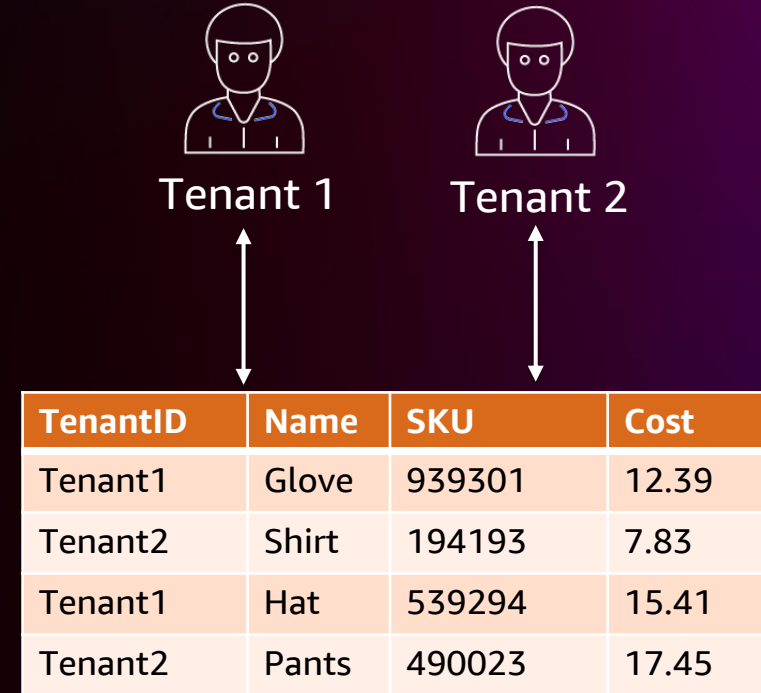 Tenant 1 Tenant 2
TenantID Name SKU Cost
Tenant1 Glove 939301 12.39
Tenant2 Shirt 194193 7.83
Tenant1 Hat 539294 15.41
Tenant2 Pants 490023 17.45